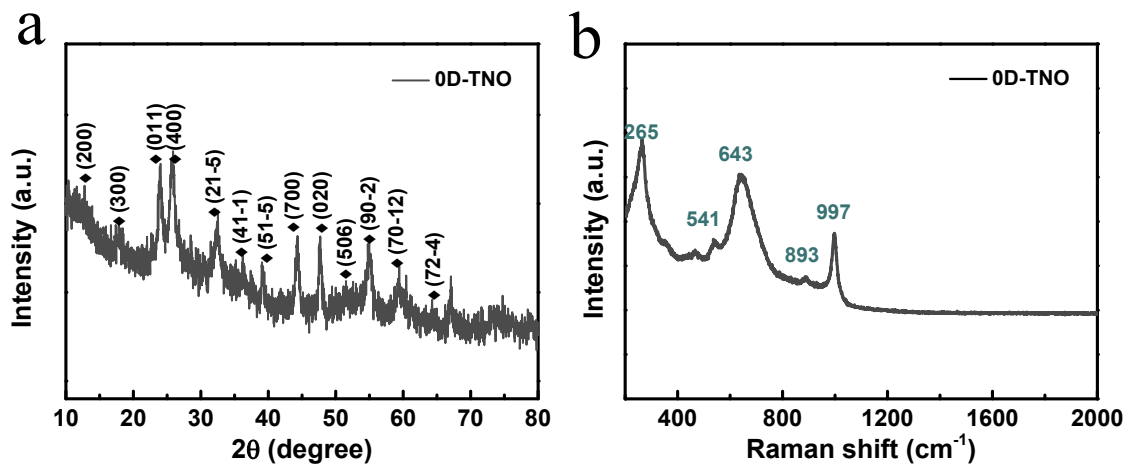 a
Intensity (a.u.)
0D-TNO
(200)
(300)
(011)
(400)
(21-5)
(41-1)
(51-5)
(700)
(020)
(506)
(90-2)
(70-12)
(72-4)
10 20 30 40 50 60 70 80
2θ (degree)
b
Intensity (a.u.)
0D-TNO
265
541
643
893
997
400 800 1200 1600 2000
Raman shift (cm⁻¹)